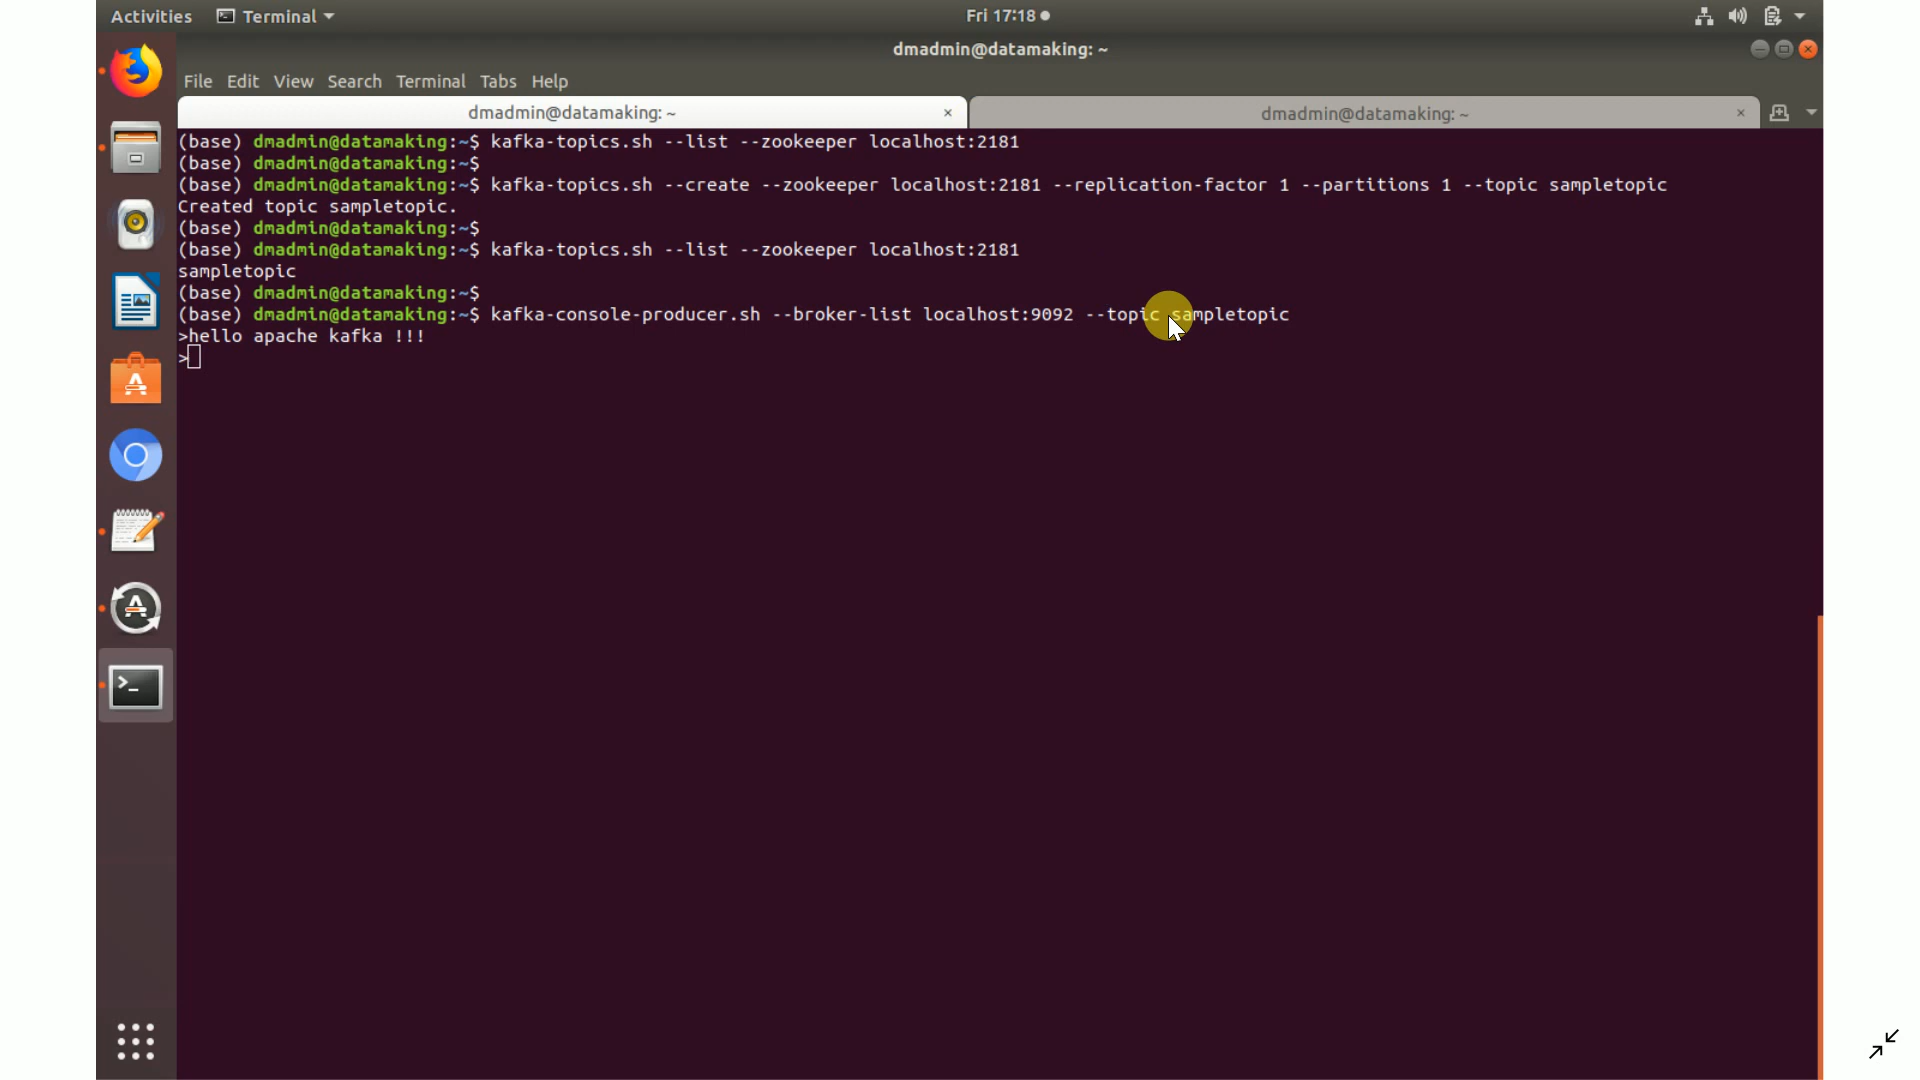 Activities Terminal Fri 17:18
dmadmin@datamaking: ~
File Edit View Search Terminal Tabs Help
dmadmin@datamaking: ~ × dmadmin@datamaking: ~ ×
(base) dmadmin@datamaking:~$ kafka-topics.sh --list --zookeeper localhost:2181
(base) dmadmin@datamaking:~$
(base) dmadmin@datamaking:~$ kafka-topics.sh --create --zookeeper localhost:2181 --replication-factor 1 --partitions 1 --topic sampletopic
Created topic sampletopic.
(base) dmadmin@datamaking:~$
(base) dmadmin@datamaking:~$ kafka-topics.sh --list --zookeeper localhost:2181
sampletopic
(base) dmadmin@datamaking:~$
(base) dmadmin@datamaking:~$ kafka-console-producer.sh --broker-list localhost:9092 --topic sampletopic
>hello apache kafka !!!
>